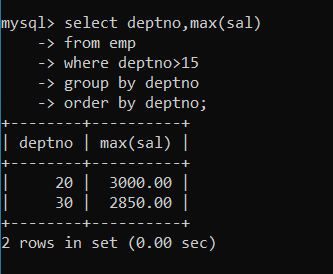 mysql> select deptno,max(sal)
    -> from emp
    -> where deptno>15
    -> group by deptno
    -> order by deptno;
+--------+----------+
| deptno | max(sal) |
+--------+----------+
|     20 |  3000.00 |
|     30 |  2850.00 |
+--------+----------+
2 rows in set (0.00 sec)